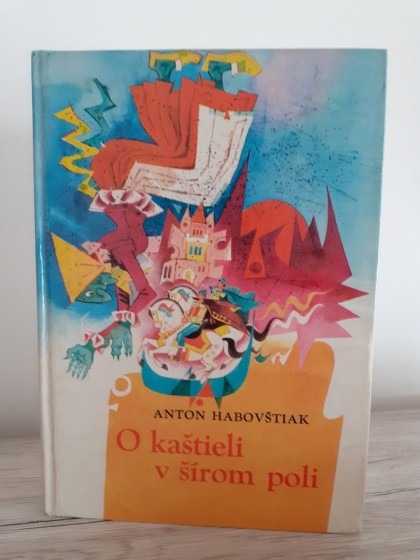 ANTON HABOVŠTIAK
O kaštieli
v šírom poli